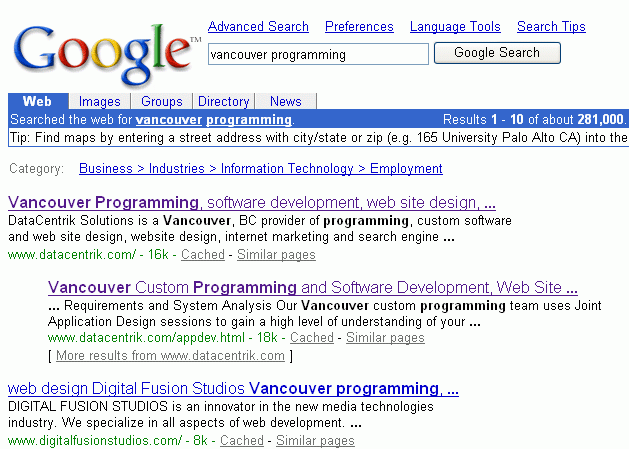 Google™
Advanced Search Preferences Language Tools Search Tips
vancouver programming Google Search
Web Images Groups Directory News
Searched the web for vancouver programming. Results 1 - 10 of about 281,000.
Tip: Find maps by entering a street address with city/state or zip (e.g. 165 University Palo Alto CA) into the
Category: Business > Industries > Information Technology > Employment
Vancouver Programming, software development, web site design, ...
DataCentrik Solutions is a Vancouver, BC provider of programming, custom software
and web site design, website design, internet marketing and search engine ...
www.datacentrik.com/ - 16k - Cached - Similar pages
Vancouver Custom Programming and Software Development, Web Site ...
... Requirements and System Analysis Our Vancouver custom programming team uses Joint
Application Design sessions to gain a high level of understanding of your ...
www.datacentrik.com/appdev.html - 18k - Cached - Similar pages
[ More results from www.datacentrik.com ]
web design Digital Fusion Studios Vancouver programming, ...
DIGITAL FUSION STUDIOS is an innovator in the new media technologies
industry. We specialize in all aspects of web development. ...
www.digitalfusionstudios.com/ - 8k - Cached - Similar pages